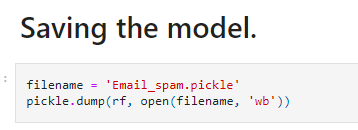 Saving the model.
:
filename = 'Email_spam.pickle'
pickle.dump(rf, open(filename, 'wb'))